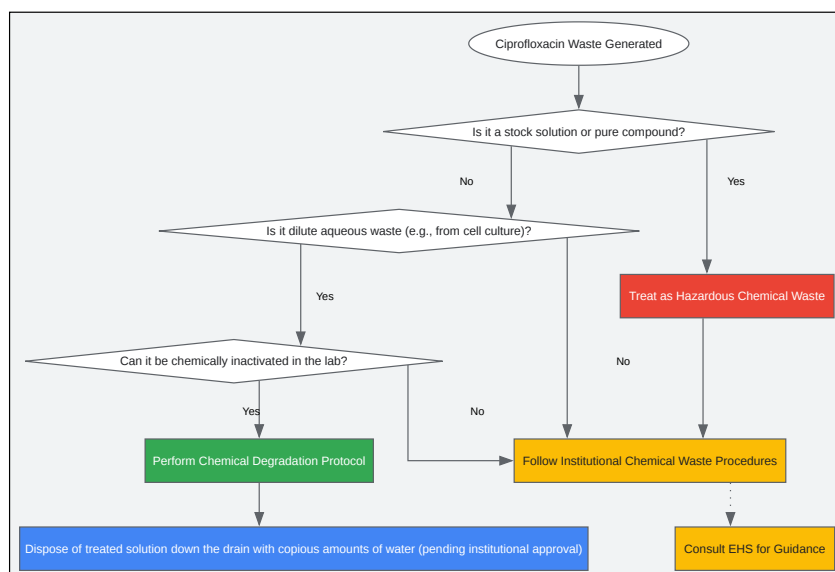 Ciprofloxacin Waste Generated
Is it a stock solution or pure compound?
No
Yes
Is it dilute aqueous waste (e.g., from cell culture)?
Treat as Hazardous Chemical Waste
Yes
Can it be chemically inactivated in the lab?
No
Yes
No
Perform Chemical Degradation Protocol
Follow Institutional Chemical Waste Procedures
Dispose of treated solution down the drain with copious amounts of water (pending institutional approval)
Consult EHS for Guidance